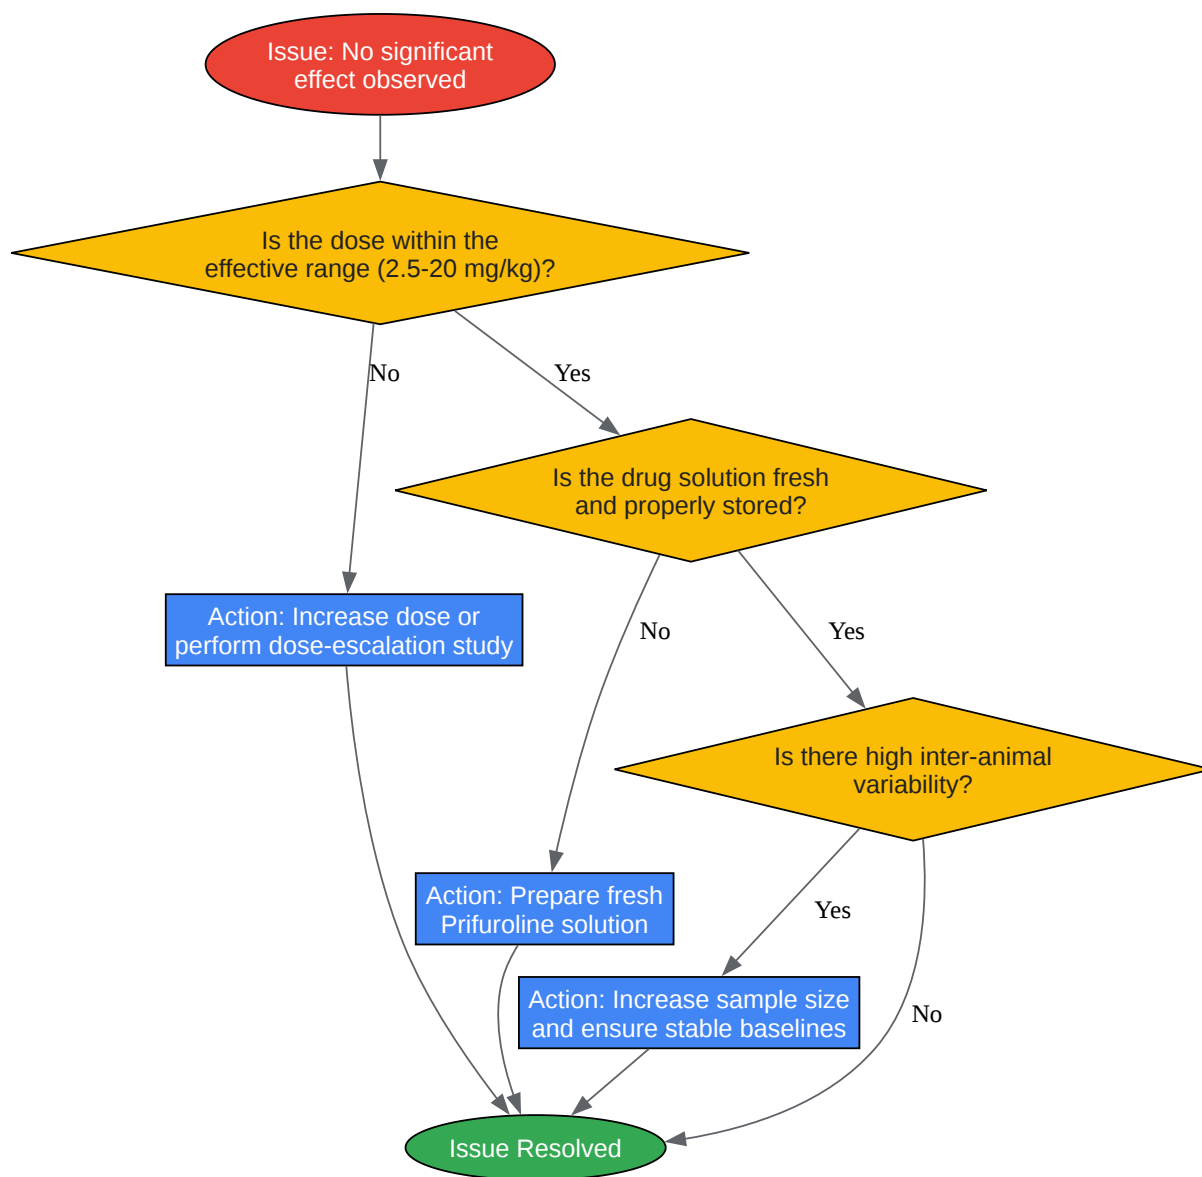 Issue: No significant
effect observed
Is the dose within the
effective range (2.5-20 mg/kg)?
No
Yes
Is the drug solution fresh
and properly stored?
Action: Increase dose or
perform dose-escalation study
No
Yes
Is there high inter-animal
variability?
Action: Prepare fresh
Prifuroline solution
Yes
Action: Increase sample size
and ensure stable baselines
No
Issue Resolved